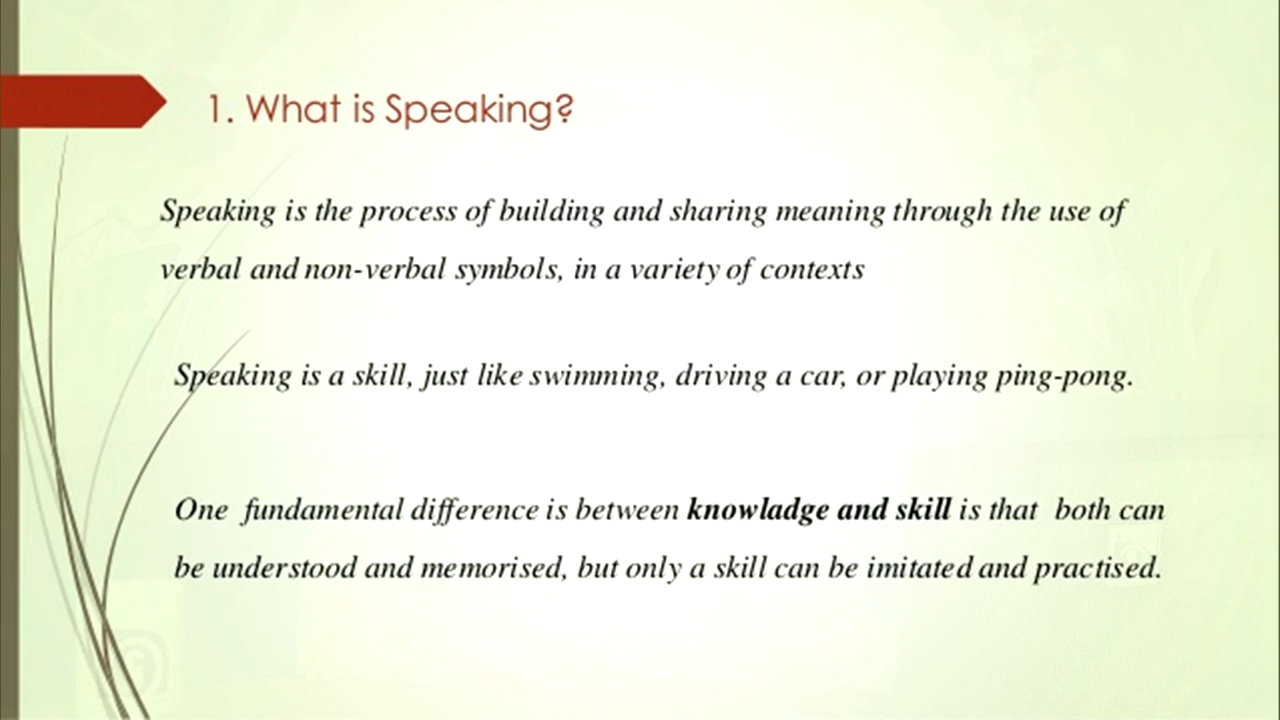 1. What is Speaking?
Speaking is the process of building and sharing meaning through the use of
verbal and non-verbal symbols, in a variety of contexts
Speaking is a skill, just like swimming, driving a car, or playing ping-pong.
One fundamental difference is between knowladge and skill is that both can
be understood and memorised, but only a skill can be imitated and practised.